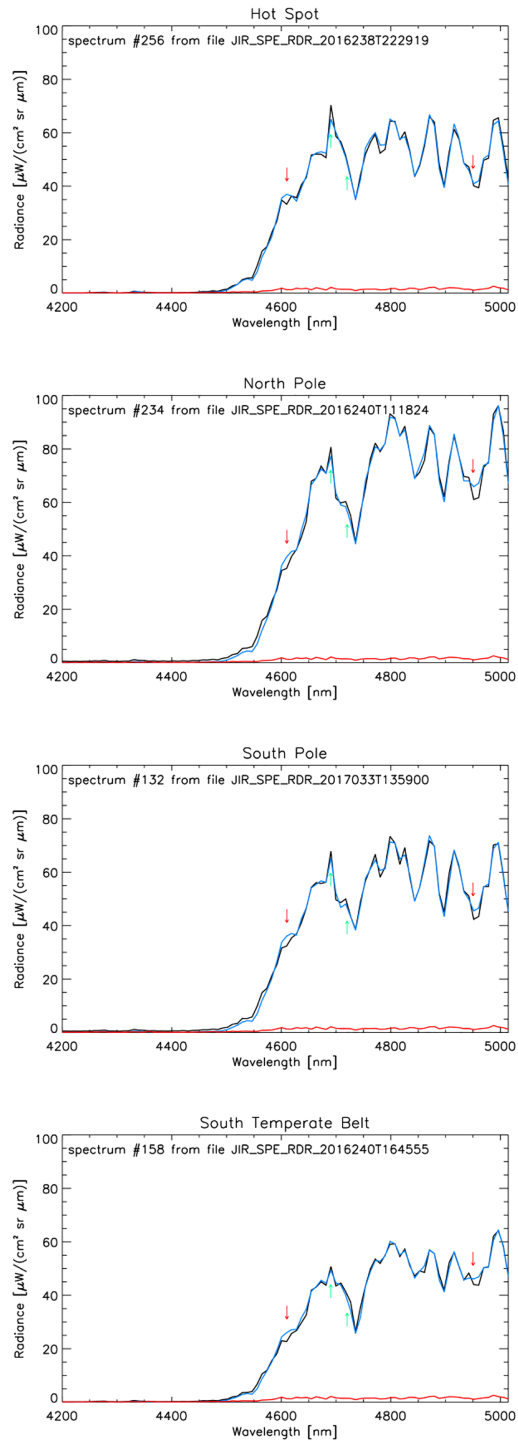 Hot Spot
spectrum #256 from file JIR_SPE_RDR_2016238T222919
100
80
60
40
20
0
Radiance [μW/(cm² sr μm)]
4200 4400 4600 4800 5000
Wavelength [nm]
North Pole
spectrum #234 from file JIR_SPE_RDR_2016240T111824
100
80
60
40
20
0
Radiance [μW/(cm² sr μm)]
4200 4400 4600 4800 5000
Wavelength [nm]
South Pole
spectrum #132 from file JIR_SPE_RDR_2017033T135900
100
80
60
40
20
0
Radiance [μW/(cm² sr μm)]
4200 4400 4600 4800 5000
Wavelength [nm]
South Temperate Belt
spectrum #158 from file JIR_SPE_RDR_2016240T164555
100
80
60
40
20
0
Radiance [μW/(cm² sr μm)]
4200 4400 4600 4800 5000
Wavelength [nm]